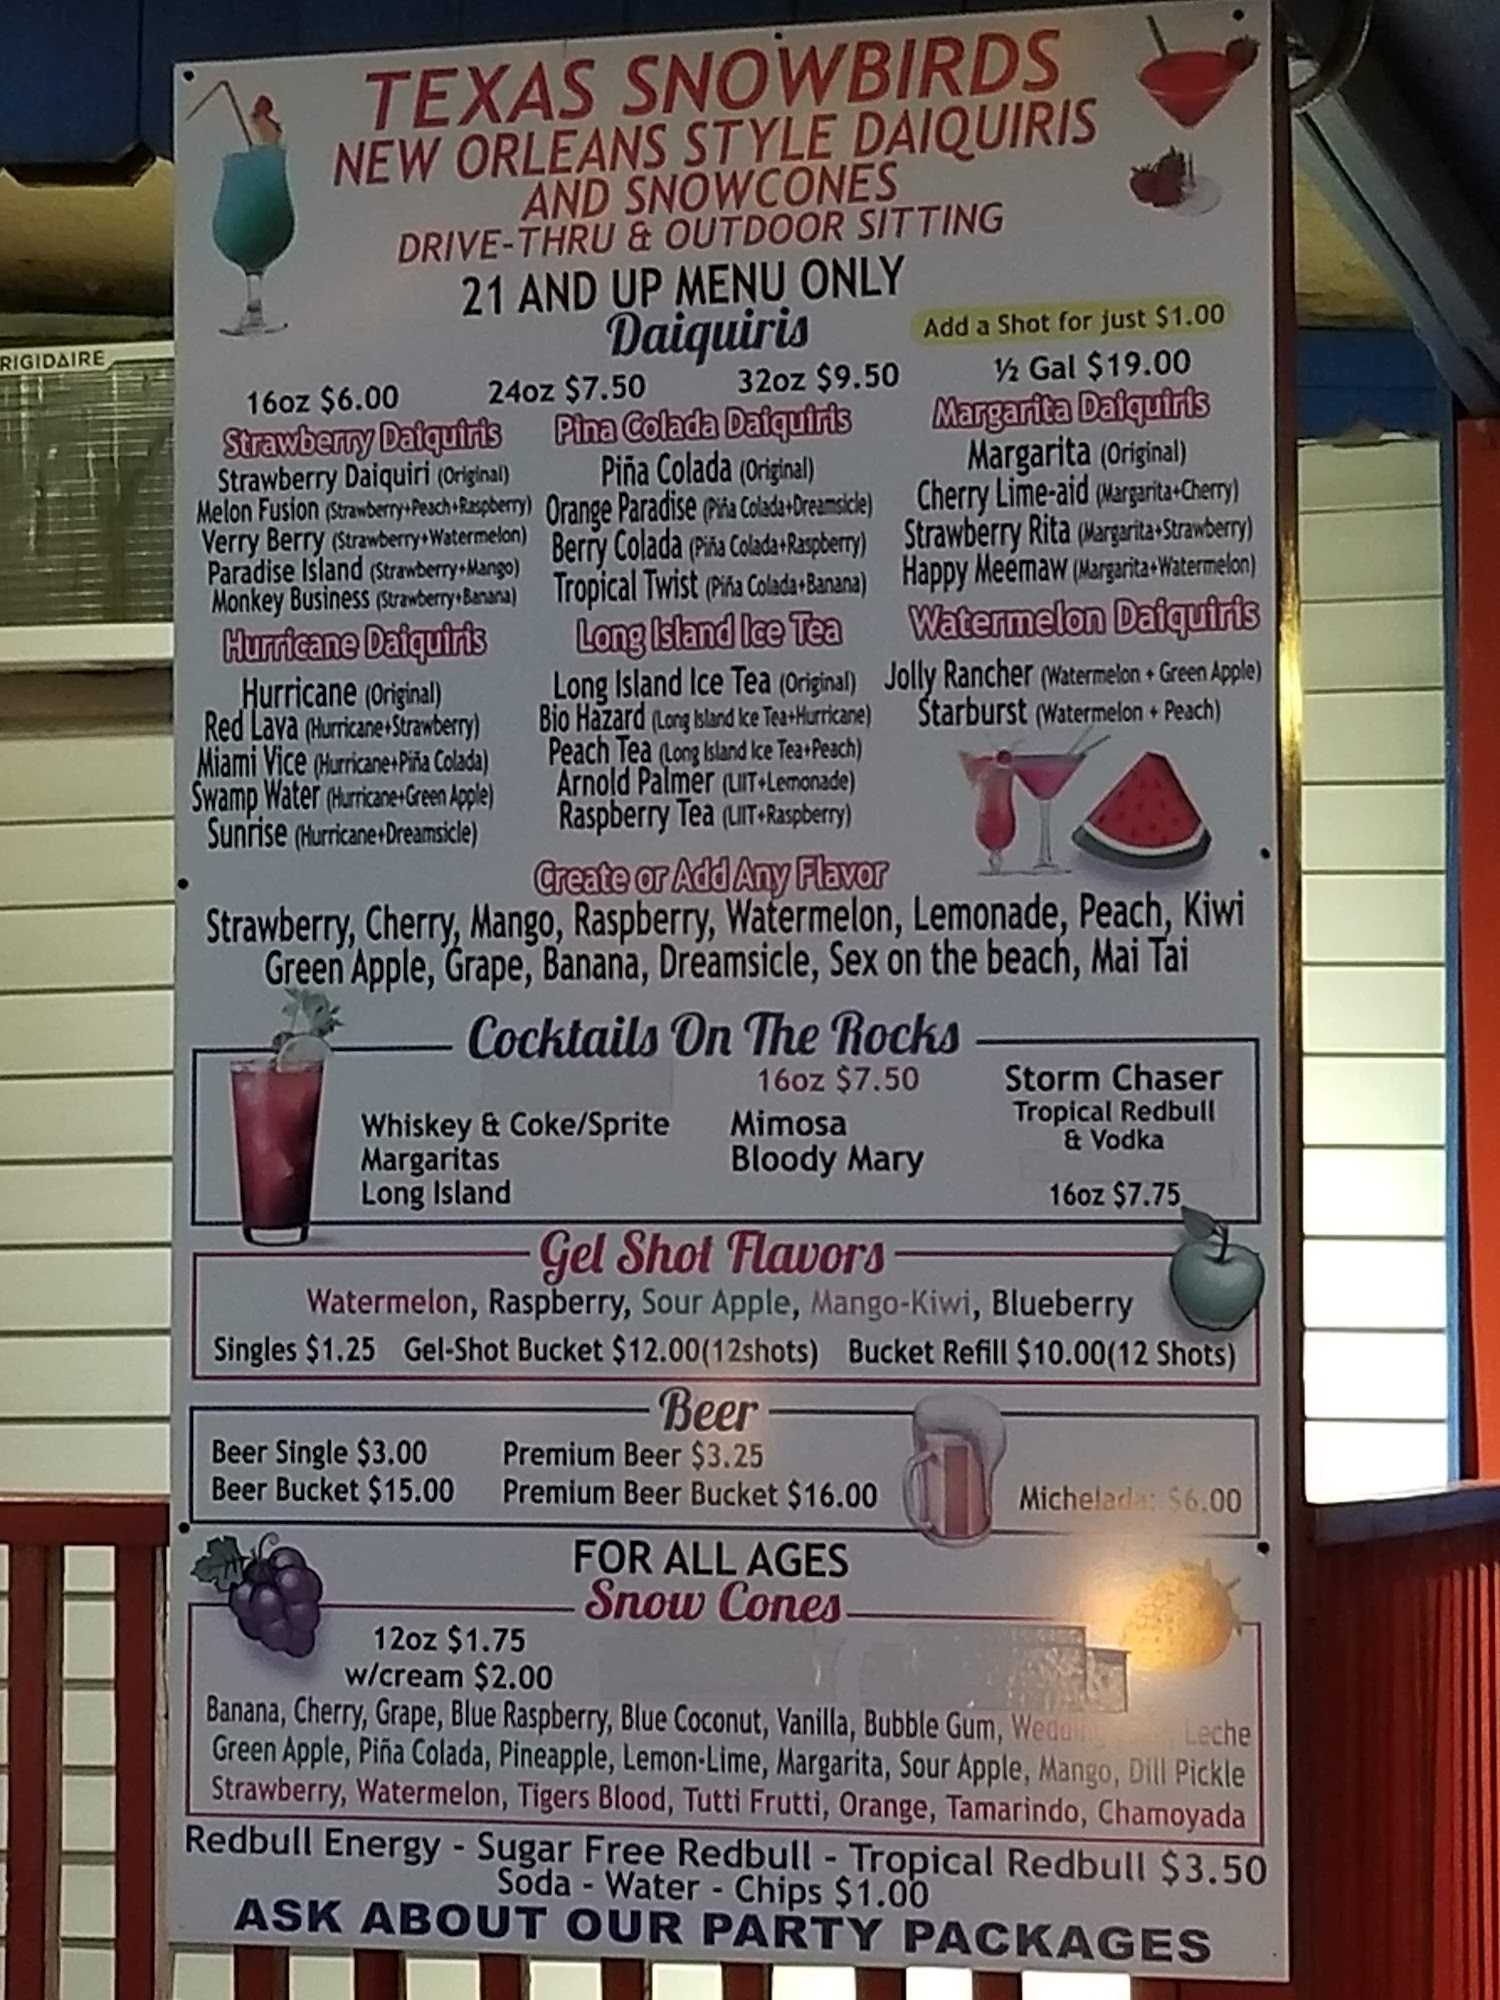 TEXAS SNOWBIRDS
NEW ORLEANS STYLE DAIQUIRIS
AND SNOWCONES
DRIVE-THRU & OUTDOOR SITTING
21 AND UP MENU ONLY
Daiquiris
Add a Shot for just $1.00
16oz $6.00 24oz $7.50 32oz $9.50 ½ Gal $19.00
Strawberry Daiquiris
Strawberry Daiquiri (Original)
Melon Fusion (Strawberry+Peach+Raspberry)
Verry Berry (Strawberry+Watermelon)
Paradise Island (Strawberry+Mango)
Monkey Business (Strawberry+Banana)
Pina Colada Daiquiris
Piña Colada (Original)
Orange Paradise (Piña Colada+Dreamsicle)
Berry Colada (Piña Colada+Raspberry)
Tropical Twist (Piña Colada+Banana)
Margarita Daiquiris
Margarita (Original)
Cherry Lime-aid (Margarita+Cherry)
Strawberry Rita (Margarita+Strawberry)
Happy Meemaw (Margarita+Watermelon)
Hurricane Daiquiris
Hurricane (Original)
Red Lava (Hurricane+Strawberry)
Miami Vice (Hurricane+Piña Colada)
Swamp Water (Hurricane+Green Apple)
Sunrise (Hurricane+Dreamsicle)
Long Island Ice Tea
Long Island Ice Tea (Original)
Bio Hazard (Long Island Ice Tea+Hurricane)
Peach Tea (Long Island Ice Tea+Peach)
Arnold Palmer (LIIT+Lemonade)
Raspberry Tea (LIIT+Raspberry)
Watermelon Daiquiris
Jolly Rancher (Watermelon + Green Apple)
Starburst (Watermelon + Peach)
Create or Add Any Flavor
Strawberry, Cherry, Mango, Raspberry, Watermelon, Lemonade, Peach, Kiwi
Green Apple, Grape, Banana, Dreamsicle, Sex on the beach, Mai Tai
Cocktails On The Rocks
16oz $7.50
Whiskey & Coke/Sprite
Margaritas
Long Island
Mimosa
Bloody Mary
Storm Chaser
Tropical Redbull
& Vodka
16oz $7.75
Gel Shot Flavors
Watermelon, Raspberry, Sour Apple, Mango-Kiwi, Blueberry
Singles $1.25 Gel-Shot Bucket $12.00(12shots) Bucket Refill $10.00(12 Shots)
Beer
Beer Single $3.00 Premium Beer $3.25
Beer Bucket $15.00 Premium Beer Bucket $16.00 Michelada: $6.00
FOR ALL AGES
Snow Cones
12oz $1.75
w/cream $2.00
Banana, Cherry, Grape, Blue Raspberry, Blue Coconut, Vanilla, Bubble Gum, Leche
Green Apple, Piña Colada, Pineapple, Lemon-Lime, Margarita, Sour Apple, Mango, Dill Pickle
Strawberry, Watermelon, Tigers Blood, Tutti Frutti, Orange, Tamarindo, Chamoyada
Redbull Energy - Sugar Free Redbull - Tropical Redbull $3.50
Soda - Water - Chips $1.00
ASK ABOUT OUR PARTY PACKAGES
RIGIDAIRE